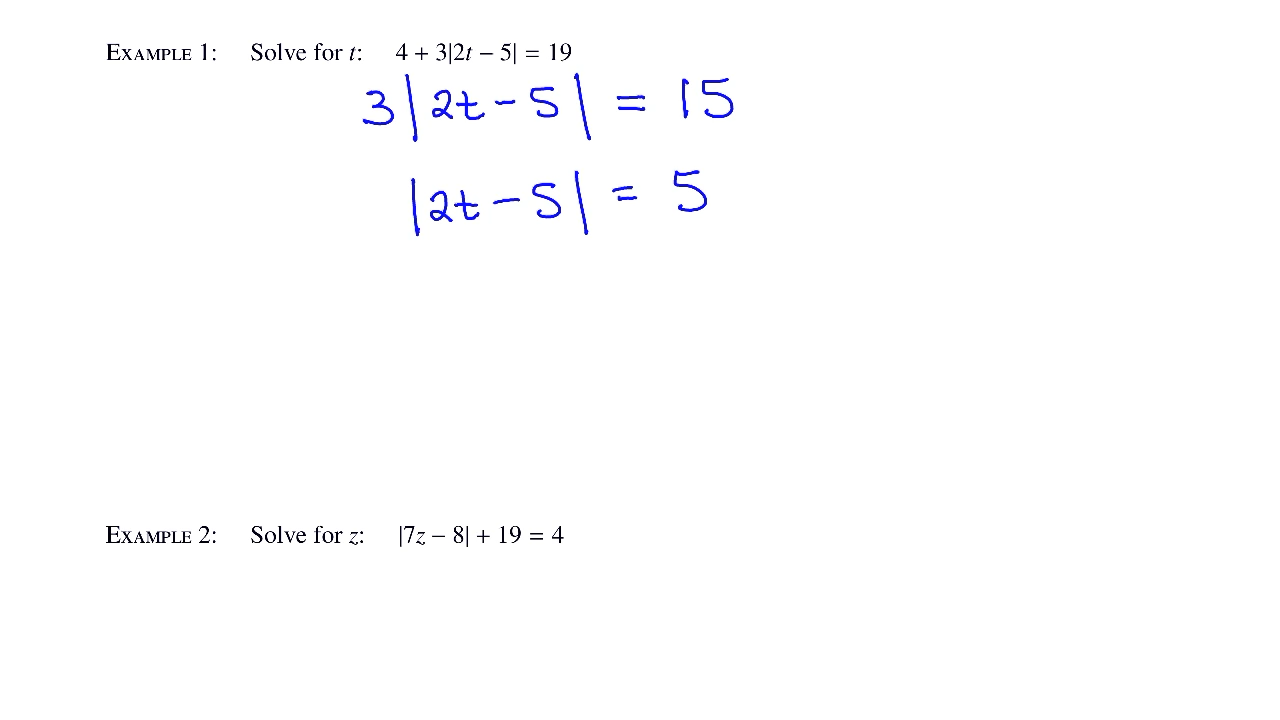 EXAMPLE 1: Solve for t: 4 + 3|2t − 5| = 19
3|2t − 5| = 15
|2t − 5| = 5
EXAMPLE 2: Solve for z: |7z − 8| + 19 = 4